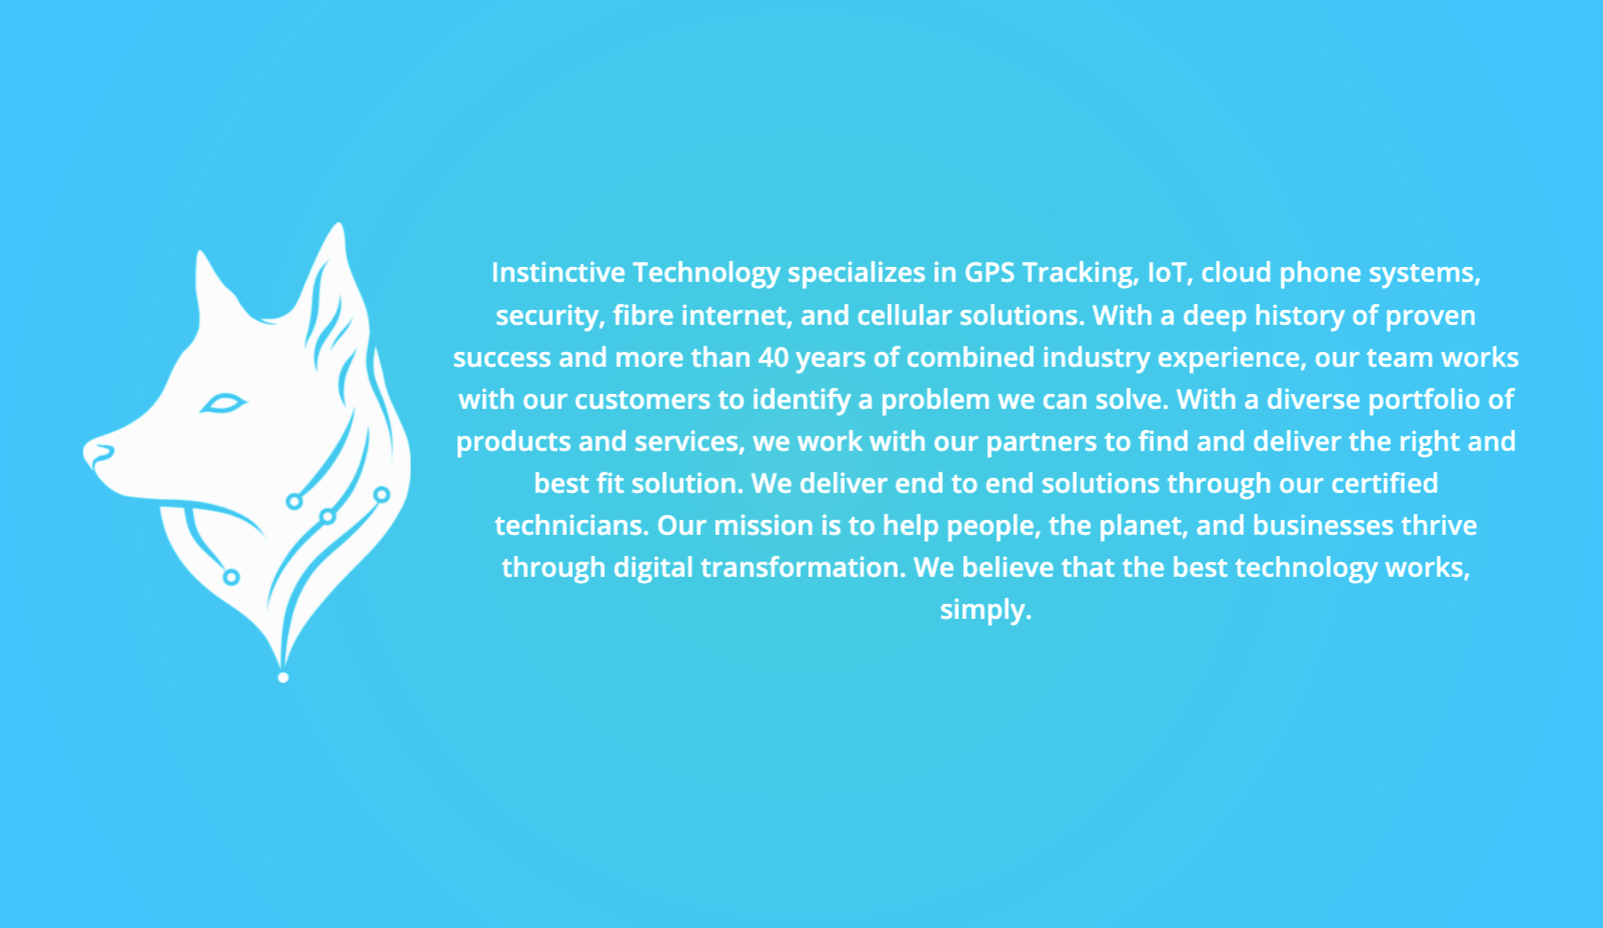 Instinctive Technology specializes in GPS Tracking, IoT, cloud phone systems,
security, fibre internet, and cellular solutions. With a deep history of proven
success and more than 40 years of combined industry experience, our team works
with our customers to identify a problem we can solve. With a diverse portfolio of
products and services, we work with our partners to find and deliver the right and
best fit solution. We deliver end to end solutions through our certified
technicians. Our mission is to help people, the planet, and businesses thrive
through digital transformation. We believe that the best technology works,
simply.